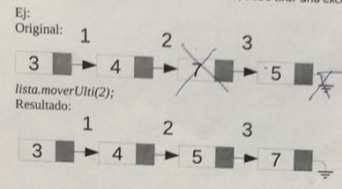 Ej:
Original:
1 2 3
3 4 7 5
lista.moverUlti(2);
Resultado:
1 2 3
3 4 5 7